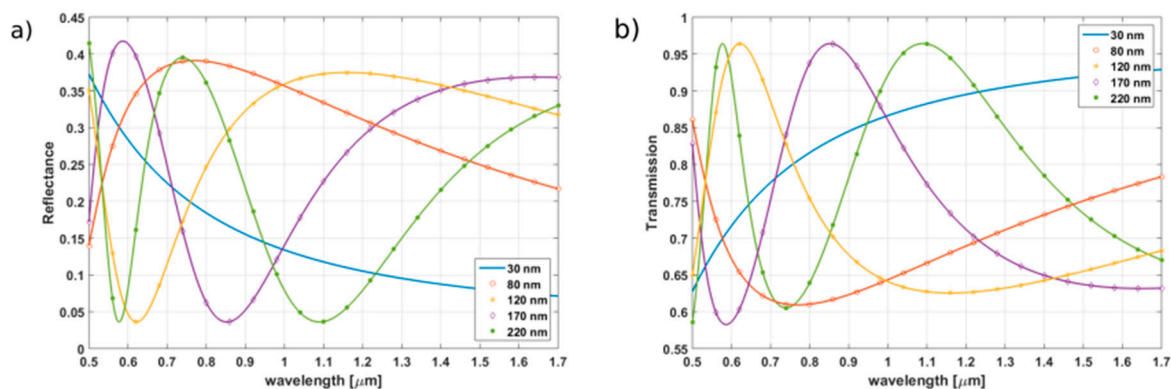 a)
Reflectance
0.45
0.4
0.35
0.3
0.25
0.2
0.15
0.1
0.05
0
0.5 0.6 0.7 0.8 0.9 1 1.1 1.2 1.3 1.4 1.5 1.6 1.7
wavelength [μm]
30 nm
80 nm
120 nm
170 nm
220 nm
b)
Transmission
1
0.95
0.9
0.85
0.8
0.75
0.7
0.65
0.6
0.55
0.5 0.6 0.7 0.8 0.9 1 1.1 1.2 1.3 1.4 1.5 1.6 1.7
wavelength [μm]
30 nm
80 nm
120 nm
170 nm
220 nm